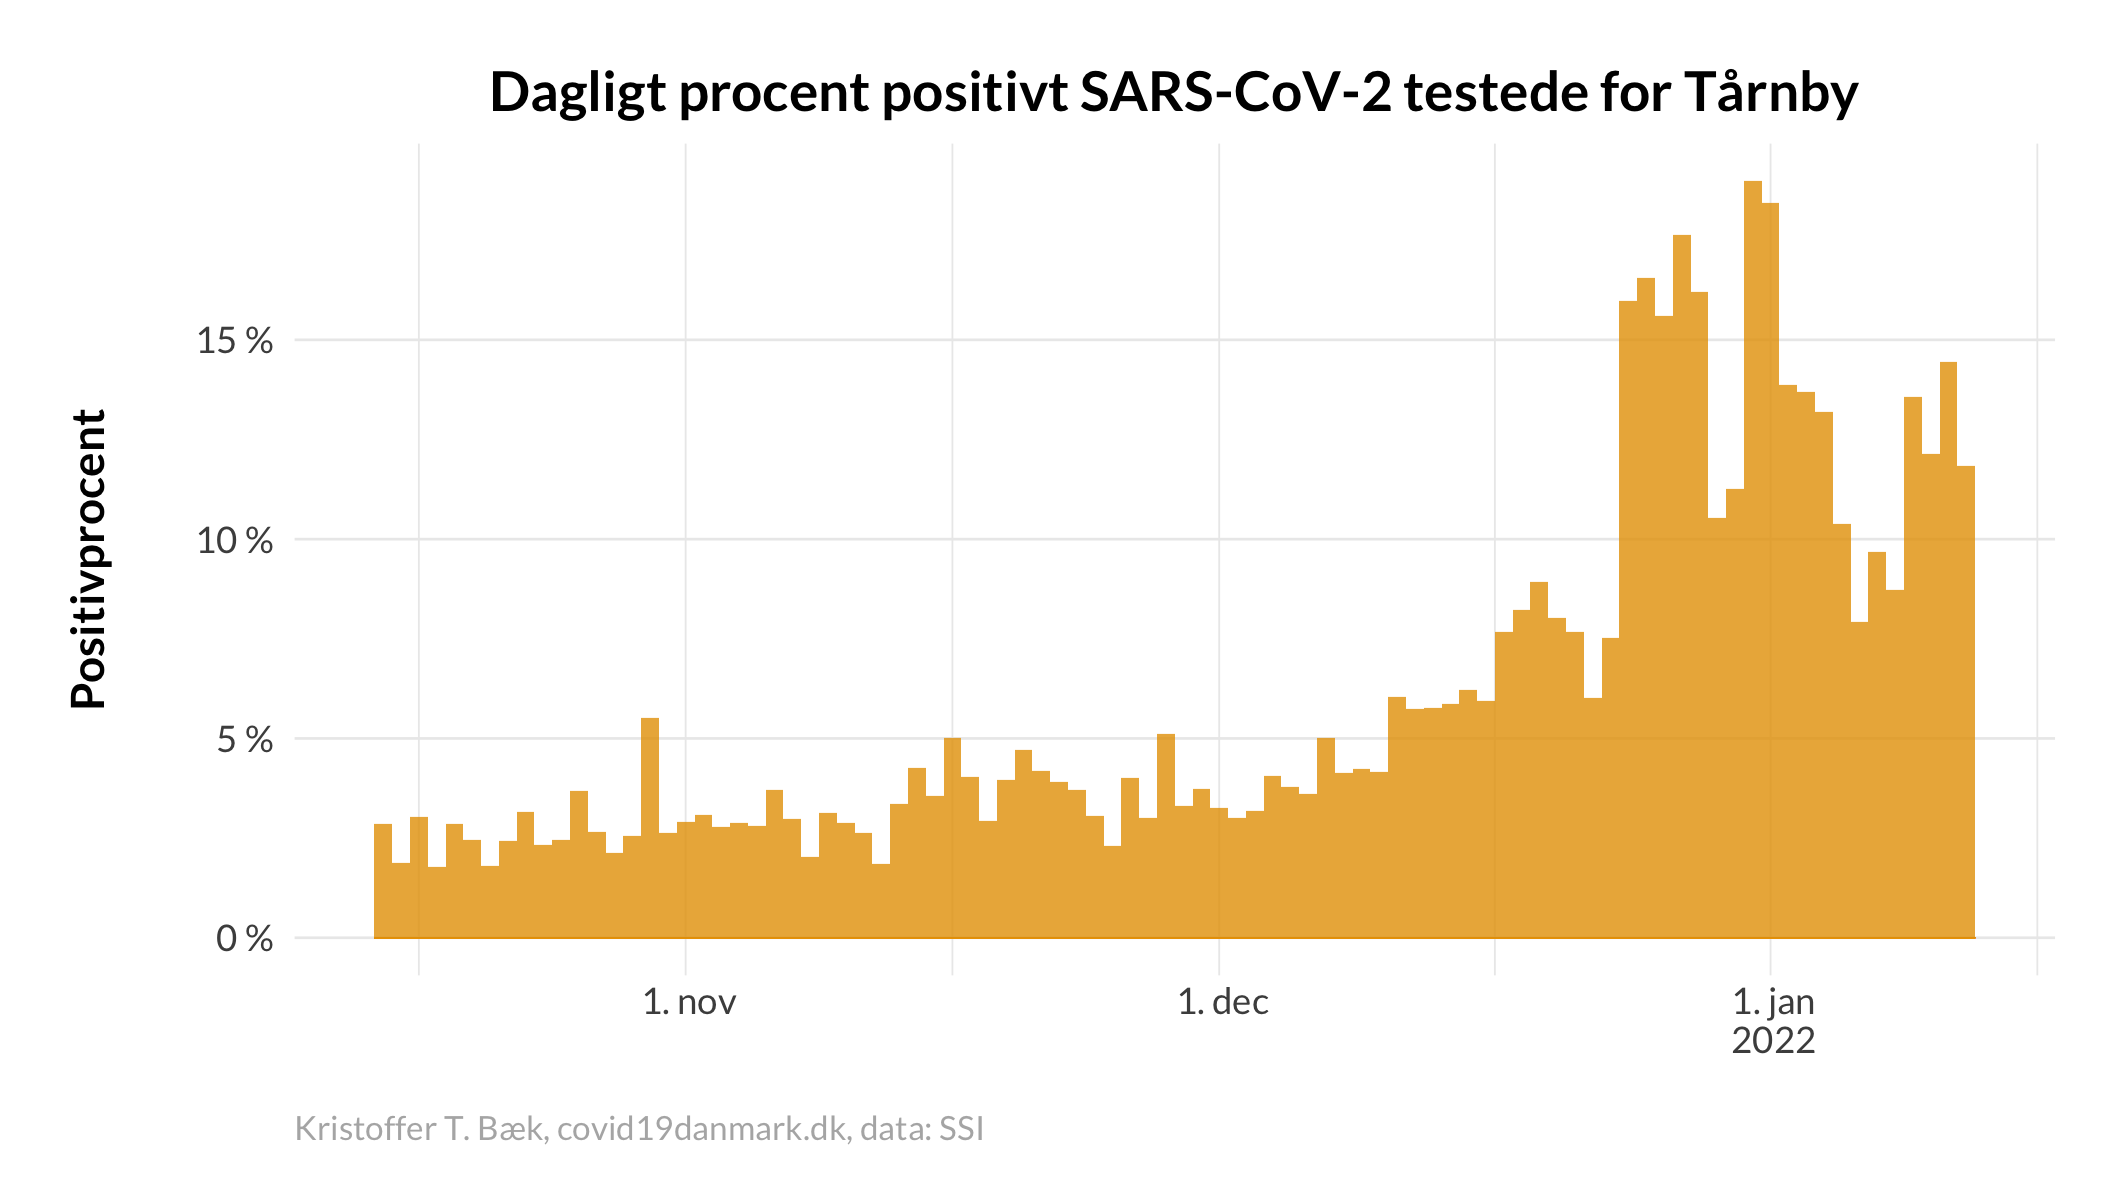 Dagligt procent positivt SARS-CoV-2 testede for Tårnby
Positivprocent
15 %
10 %
5 %
0 %
1. nov
1. dec
1. jan
2022
Kristoffer T. Bæk, covid19danmark.dk, data: SSI